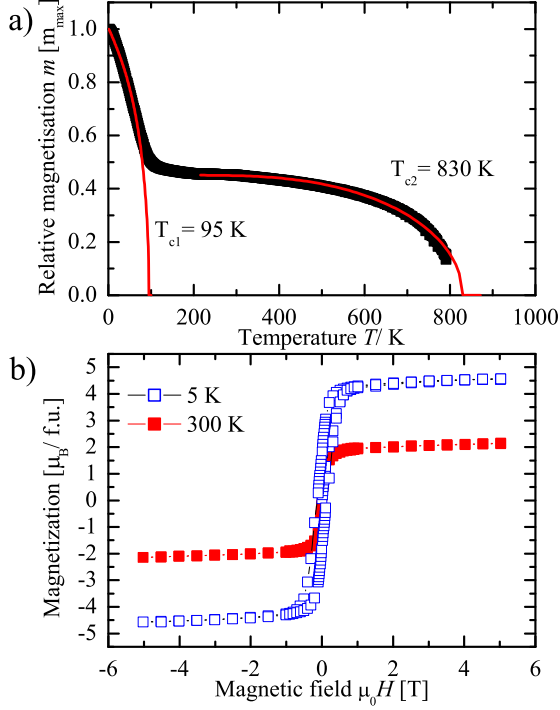 a)
Relative magnetisation m [m_max]
1.0
0.8
0.6
0.4
0.2
0.0
T_c1 = 95 K
T_c2 = 830 K
0 200 400 600 800 1000
Temperature T/ K
b)
Magnetization [μ_B/ f.u.]
5
4
3
2
1
0
-1
-2
-3
-4
-5
5 K
300 K
-6 -4 -2 0 2 4 6
Magnetic field μ_0H [T]